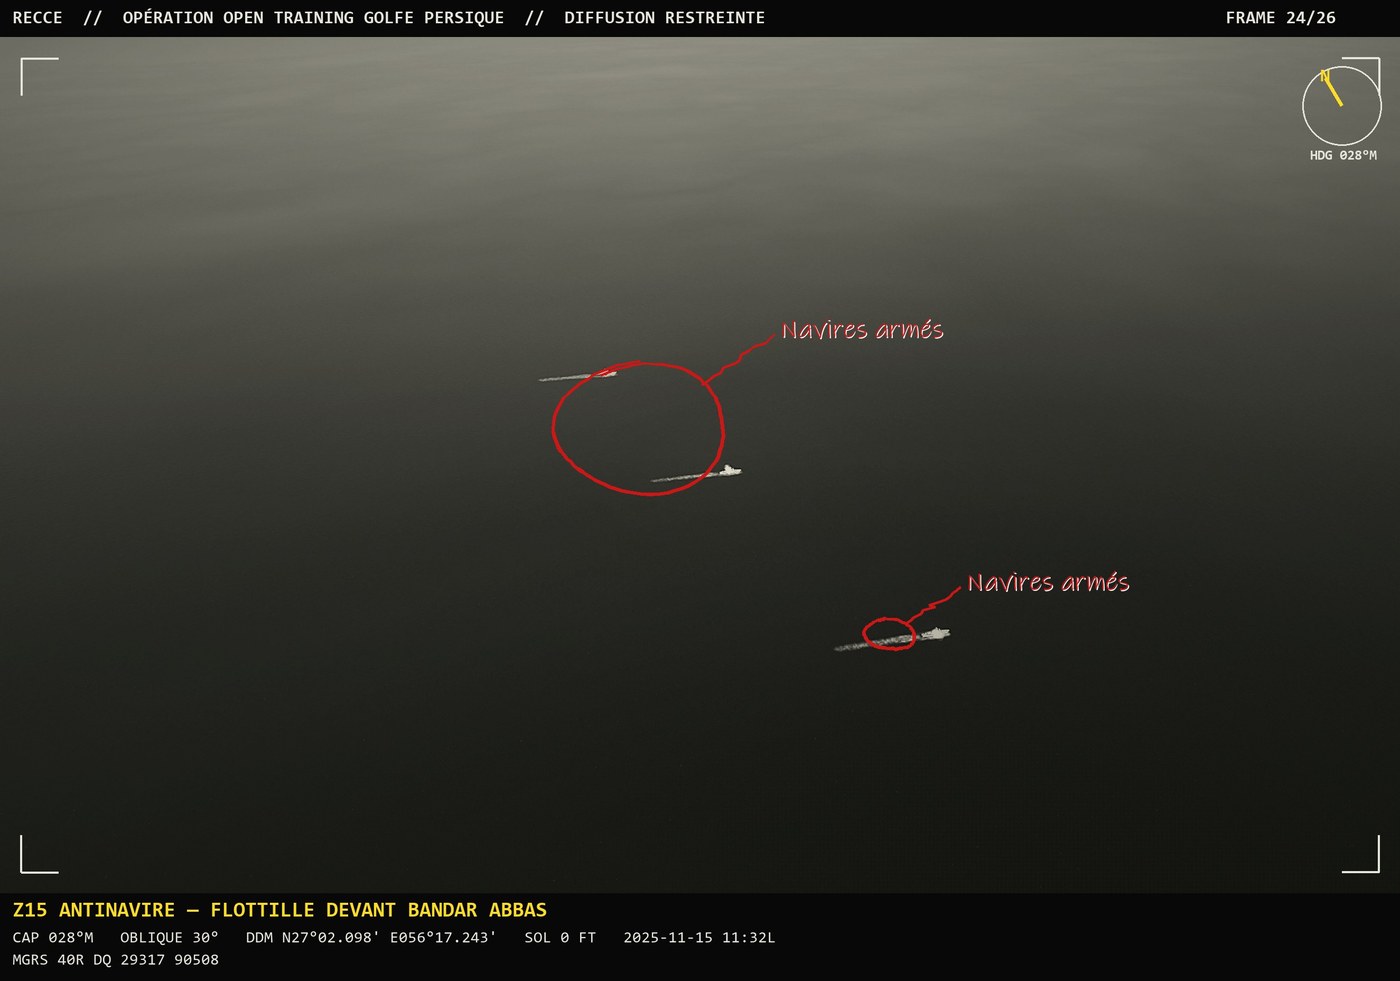 RECCE // OPÉRATION OPEN TRAINING GOLFE PERSIQUE // DIFFUSION RESTREINTE
FRAME 24/26
N
HDG 028°M
Navires armés
Navires armés
Z15 ANTINAVIRE — FLOTTILLE DEVANT BANDAR ABBAS
CAP 028°M OBLIQUE 30° DDM N27°02.098' E056°17.243' SOL 0 FT 2025-11-15 11:32L
MGRS 40R DQ 29317 90508